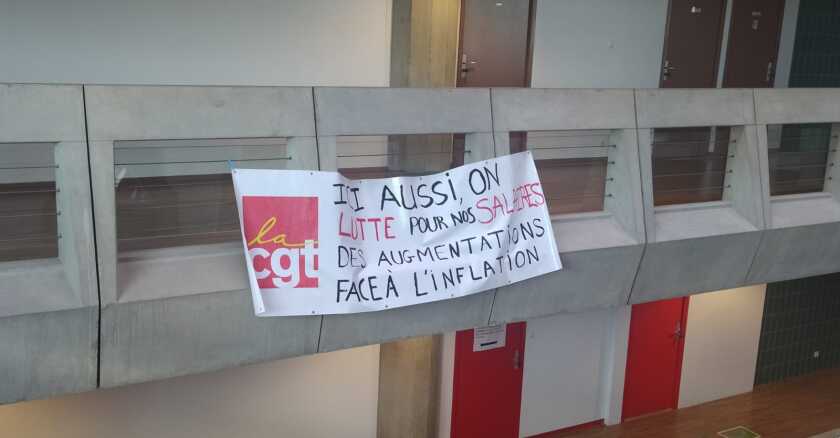 la
cgt
ICI AUSSI, ON
LUTTE POUR NOS SALAIRES
DES AUGMENTATIONS
FACE À L'INFLATION